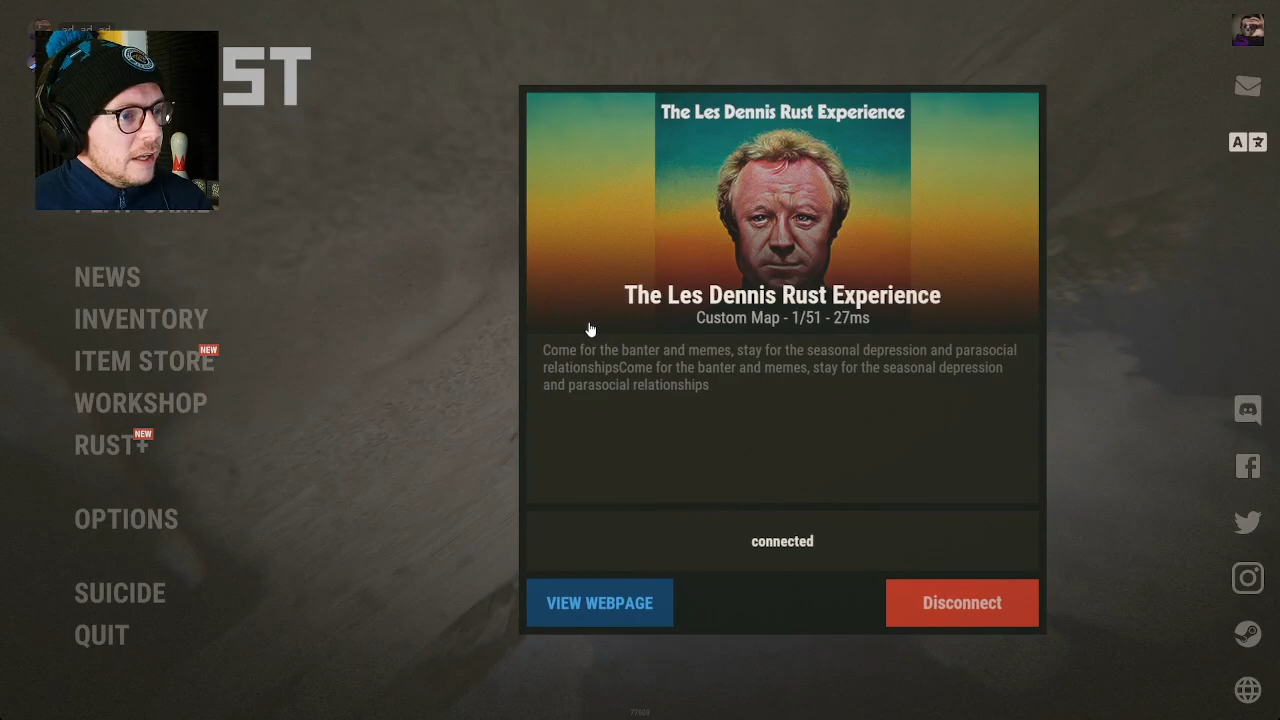 ST
NEWS
INVENTORY
ITEM STORE
NEW
WORKSHOP
RUST+
NEW
OPTIONS
SUICIDE
QUIT
The Les Dennis Rust Experience
The Les Dennis Rust Experience
Custom Map - 1/51 - 27ms
Come for the banter and memes, stay for the seasonal depression and parasocial
relationshipsCome for the banter and memes, stay for the seasonal depression
and parasocial relationships
connected
VIEW WEBPAGE
Disconnect
A 文